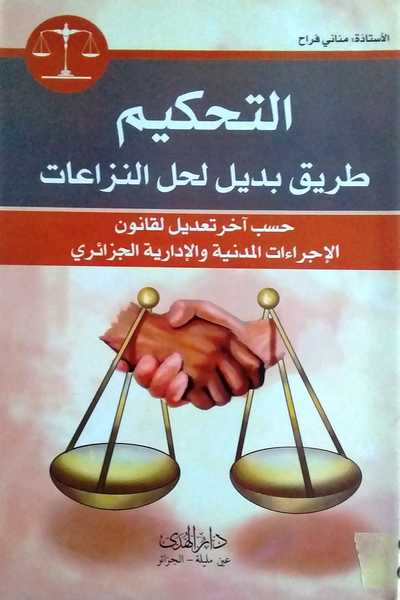 الأستاذة: مناني فراح
التحكيم
طريق بديل لحل النزاعات
حسب آخر تعديل لقانون
الإجراءات المدنية والإدارية الجزائري
دار الهدى
عين مليلة - الجزائر